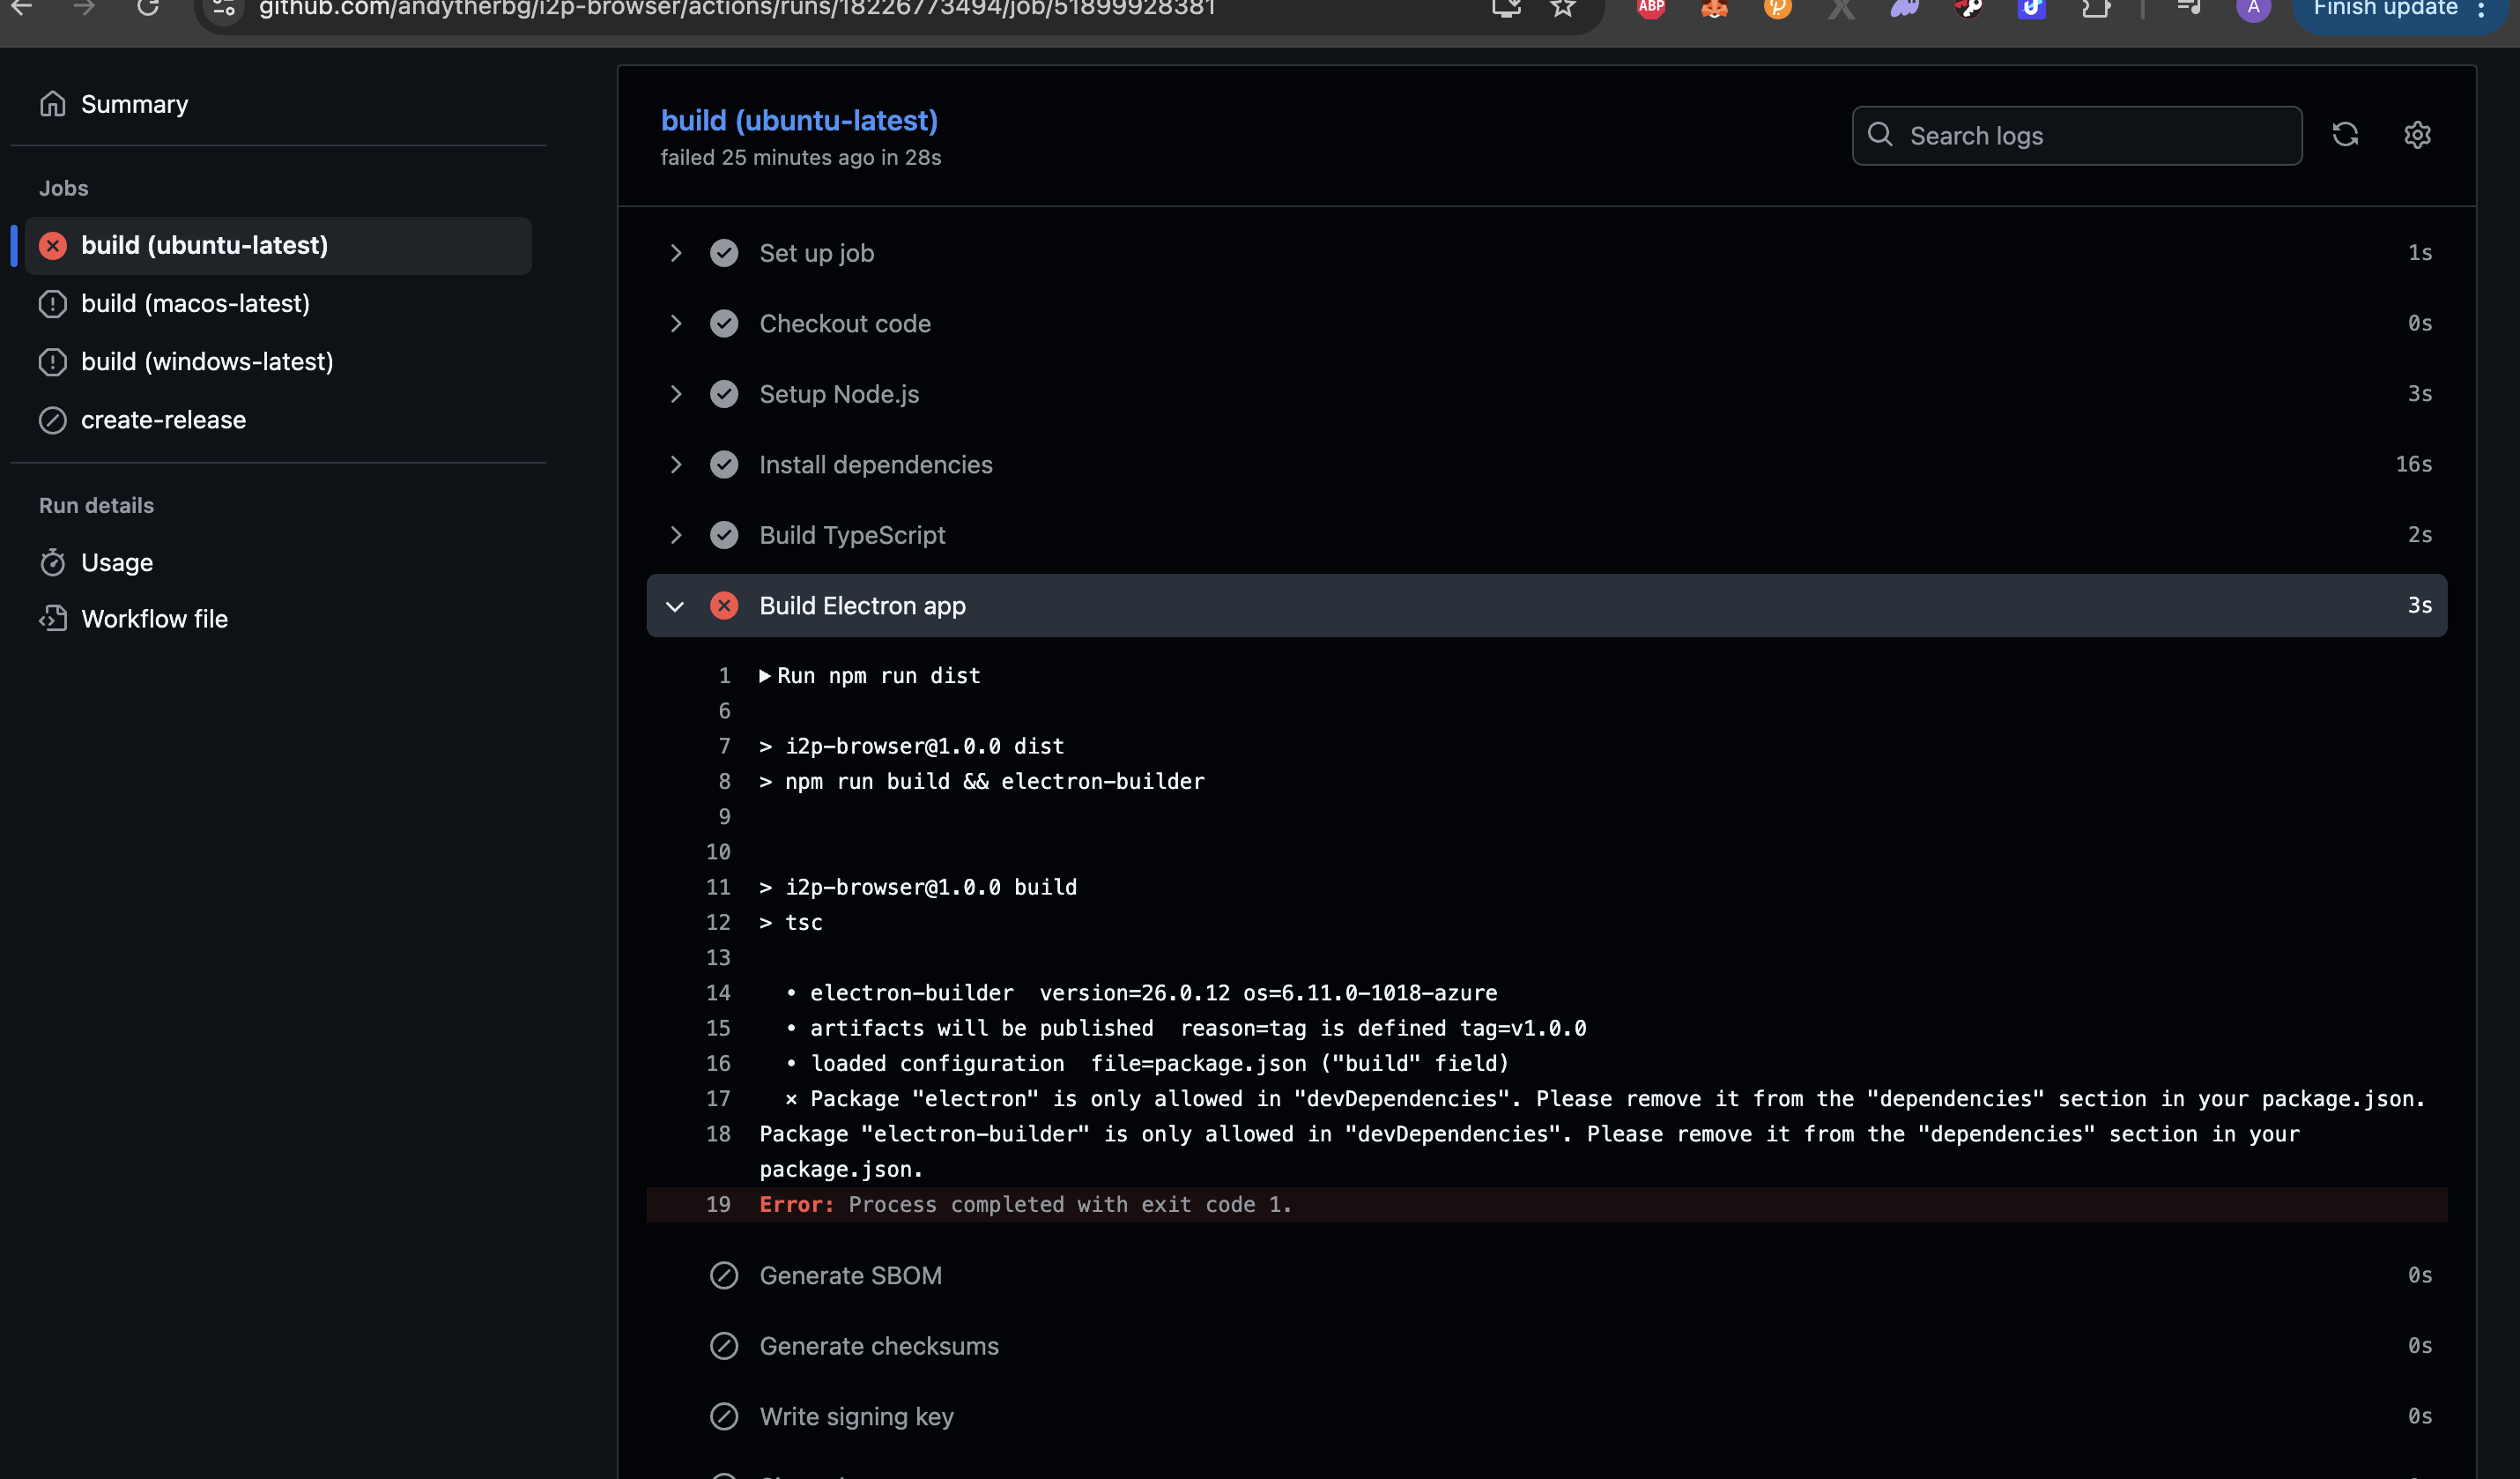 github.com/andytherbg/i2p-browser/actions/runs/18226773494/job/51899928381
ABP
A
Finish update
Summary
Jobs
build (ubuntu-latest)
build (macos-latest)
build (windows-latest)
create-release
Run details
Usage
Workflow file
build (ubuntu-latest)
failed 25 minutes ago in 28s
Search logs
Set up job 1s
Checkout code 0s
Setup Node.js 3s
Install dependencies 16s
Build TypeScript 2s
Build Electron app 3s
1 Run npm run dist
6
7 > i2p-browser@1.0.0 dist
8 > npm run build && electron-builder
9
10
11 > i2p-browser@1.0.0 build
12 > tsc
13
14 • electron-builder version=26.0.12 os=6.11.0-1018-azure
15 • artifacts will be published reason=tag is defined tag=v1.0.0
16 • loaded configuration file=package.json ("build" field)
17 ⨯ Package "electron" is only allowed in "devDependencies". Please remove it from the "dependencies" section in your package.json.
18 Package "electron-builder" is only allowed in "devDependencies". Please remove it from the "dependencies" section in your
package.json.
19 Error: Process completed with exit code 1.
Generate SBOM 0s
Generate checksums 0s
Write signing key 0s